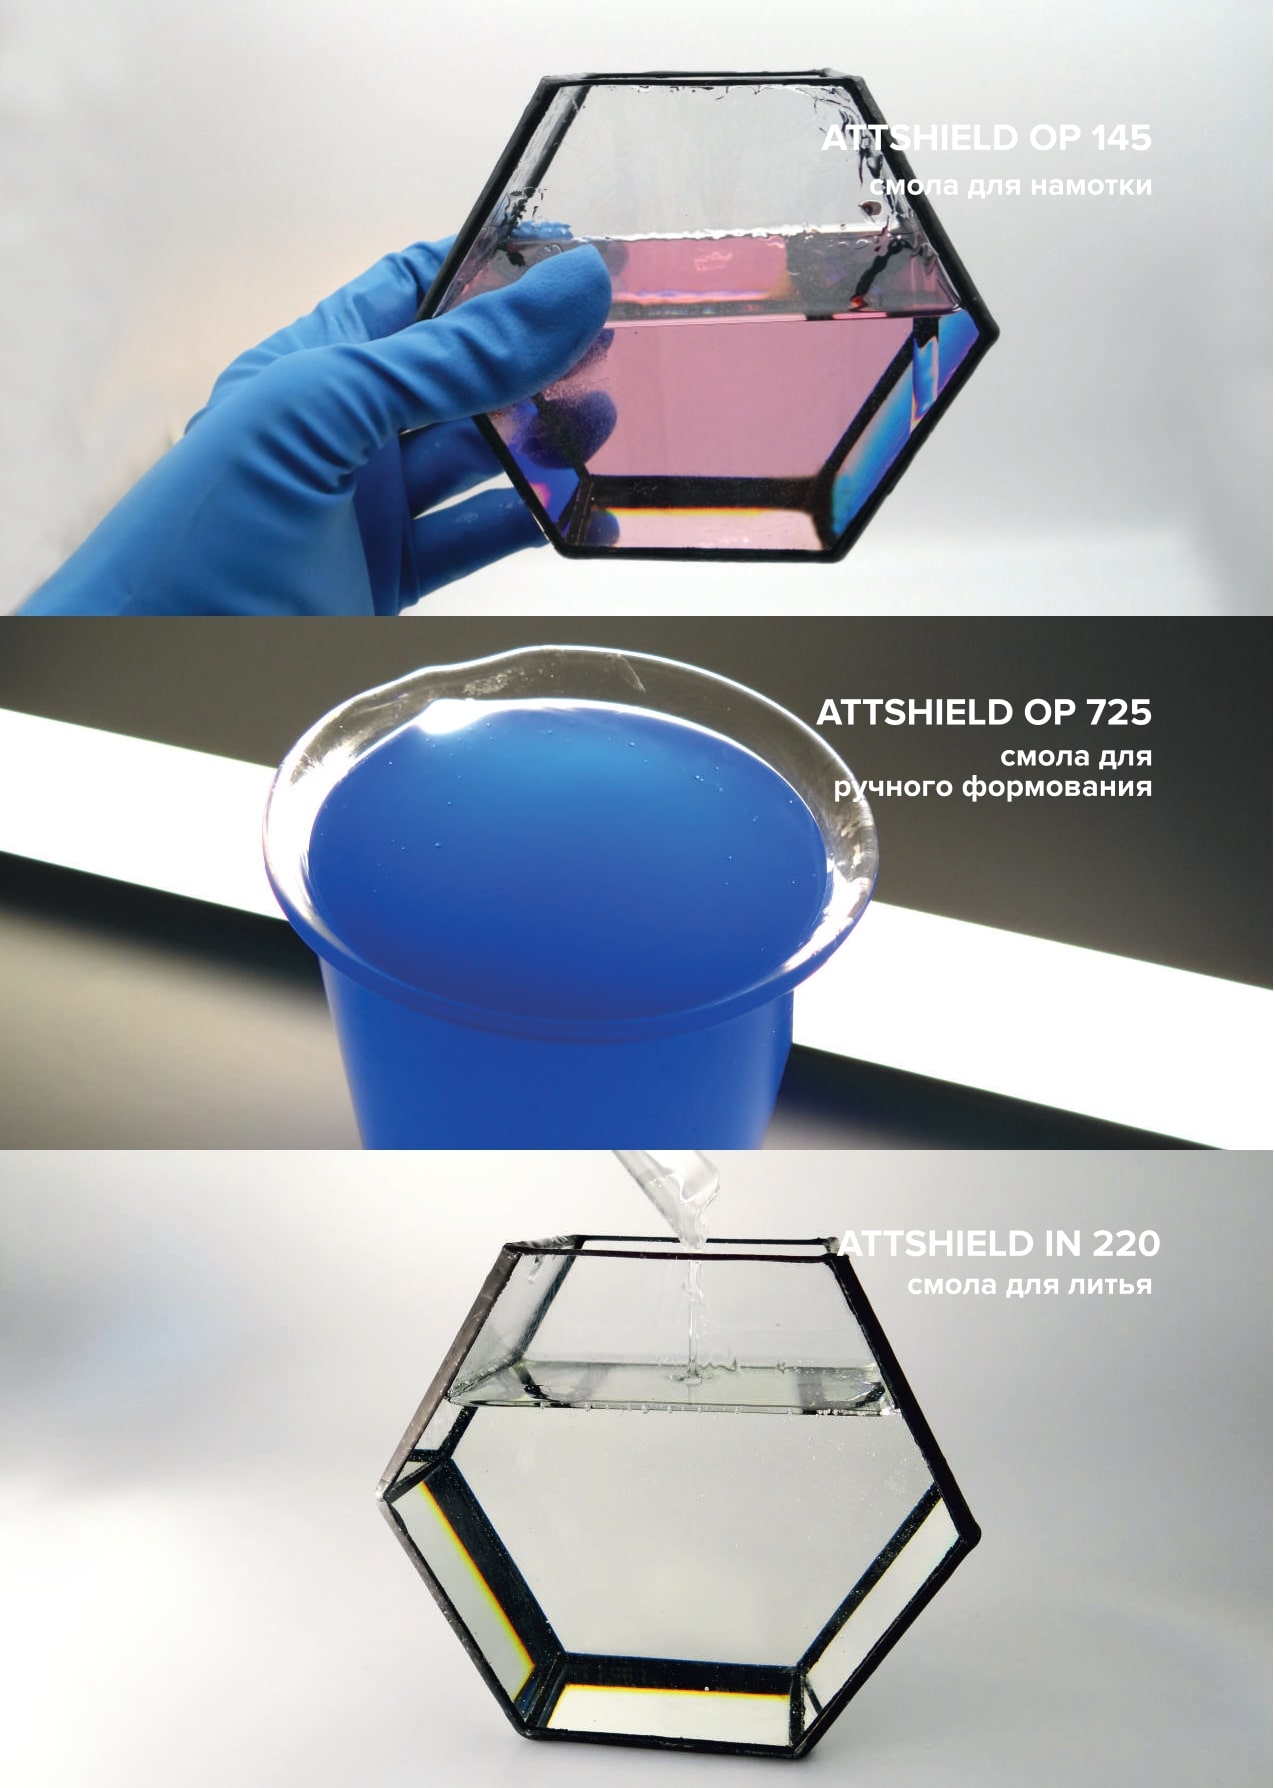 ATTSHIELD OP 145
смола для намотки
ATTSHIELD OP 725
смола для
ручного формования
ATTSHIELD IN 220
смола для литья